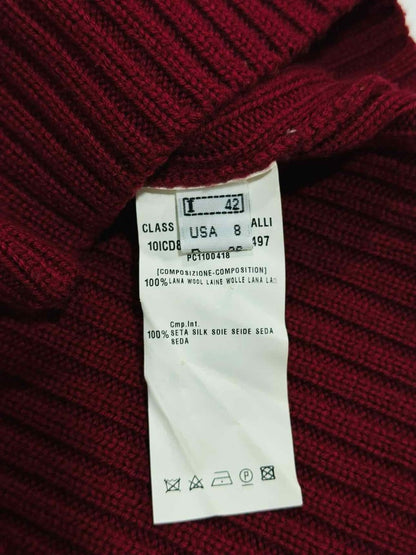 I 42
USA 8
CLASS ALLI
10ICD8 497
PC1100418
[COMPOSIZIONE-COMPOSITION]
100% LANA WOOL LAINE WOLLE LANA
Cmp.Int.
100% SETA SILK SOIE SEIDE SEDA
SEDA
P